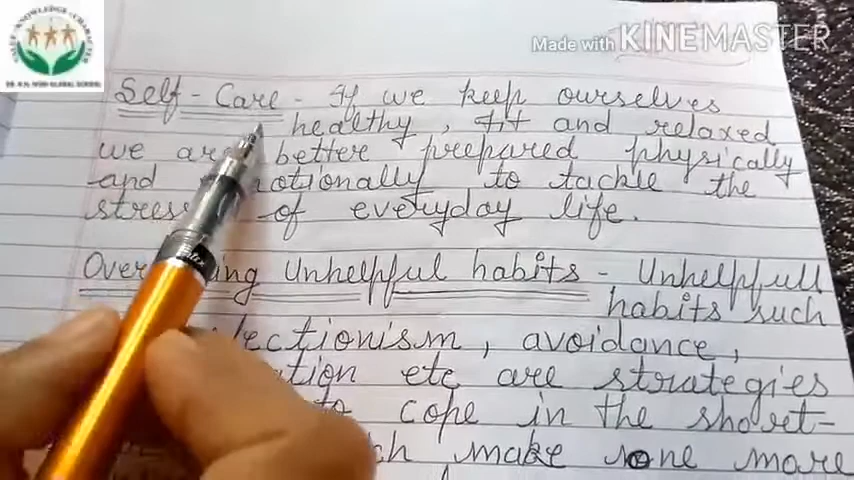 Made with KINEMASTER
Self-Care - If we keep ourselves
healthy, fit and relaxed
we are better prepared physically
and to tackle the
stress of everyday life.
Unhelpful habits - Unhelpfull
habits such
avoidance,
etc are strategies
to cope in the short-
make one more